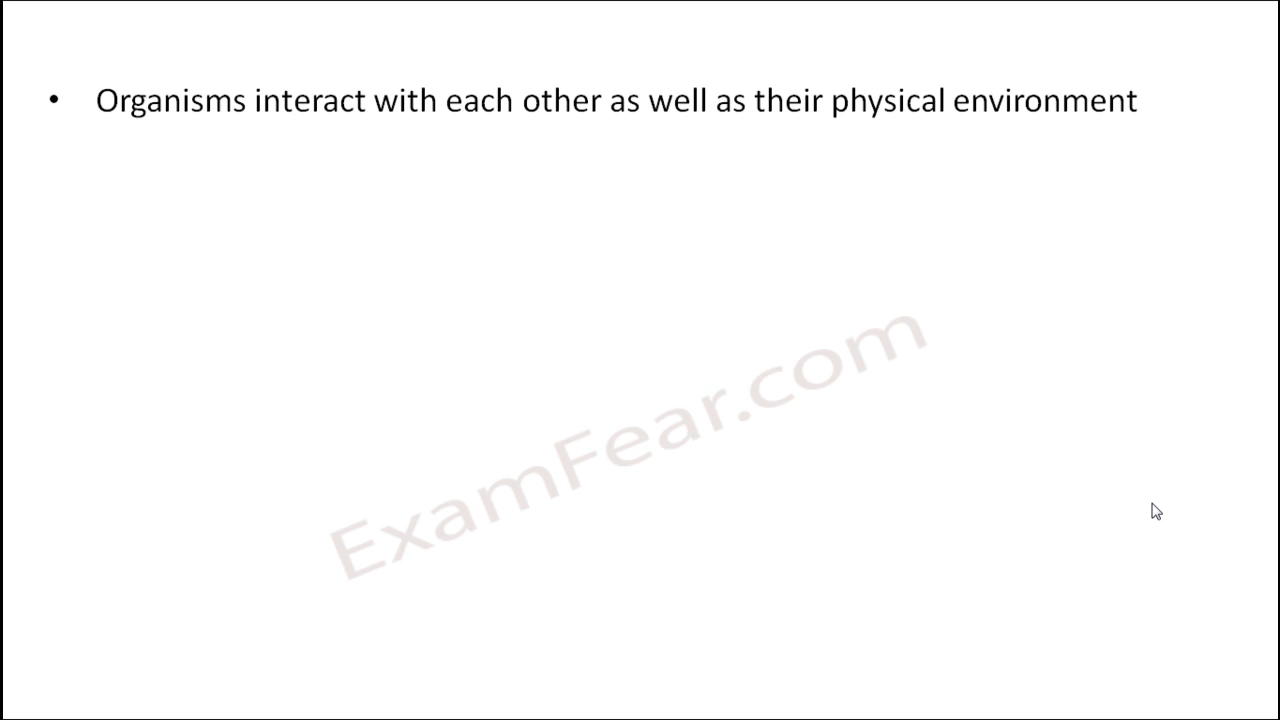 • Organisms interact with each other as well as their physical environment
ExamFear.com